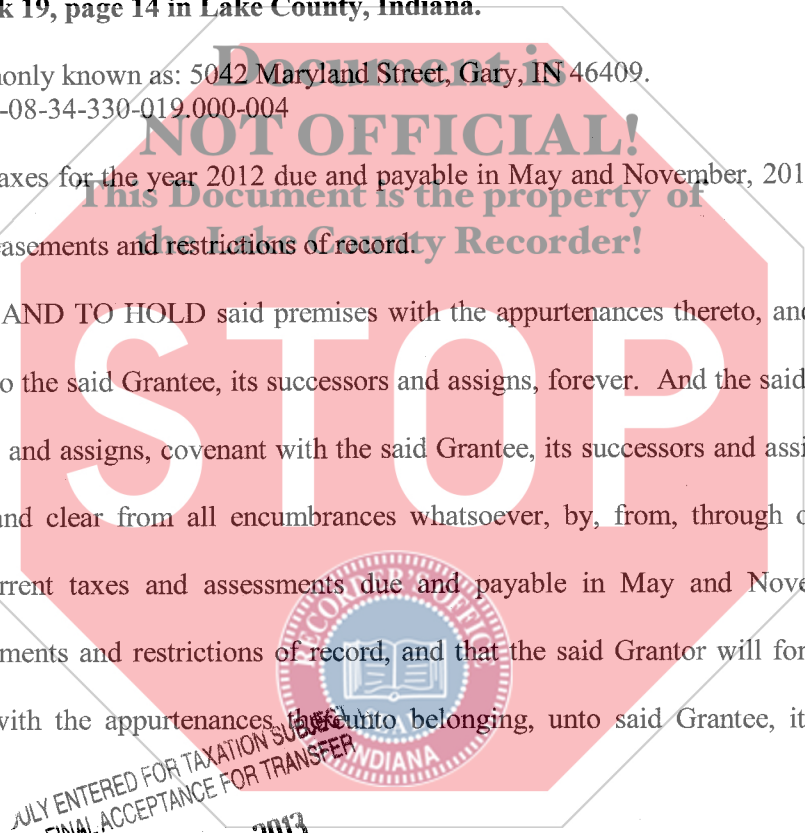 k 19, page 14 in Lake County, Indiana.
Document is
only known as: 5042 Maryland Street, Gary, IN 46409.
-08-34-330-019.000-004
NOT OFFICIAL!
axes for the year 2012 due and payable in May and November, 201
This Document is the property of
asements and restrictions of record.
the Lake County Recorder!
AND TO HOLD said premises with the appurtenances thereto, and
o the said Grantee, its successors and assigns, forever. And the said
STOP
and assigns, covenant with the said Grantee, its successors and assi
nd clear from all encumbrances whatsoever, by, from, through o
rrent taxes and assessments due and payable in May and Nove
RECORDER'S OFFICE
ments and restrictions of record, and that the said Grantor will for
with the appurtenances thereunto belonging, unto said Grantee, it
INDIANA
DULY ENTERED FOR TAXATION SUBJECT
FINAL ACCEPTANCE FOR TRANSFER
2013